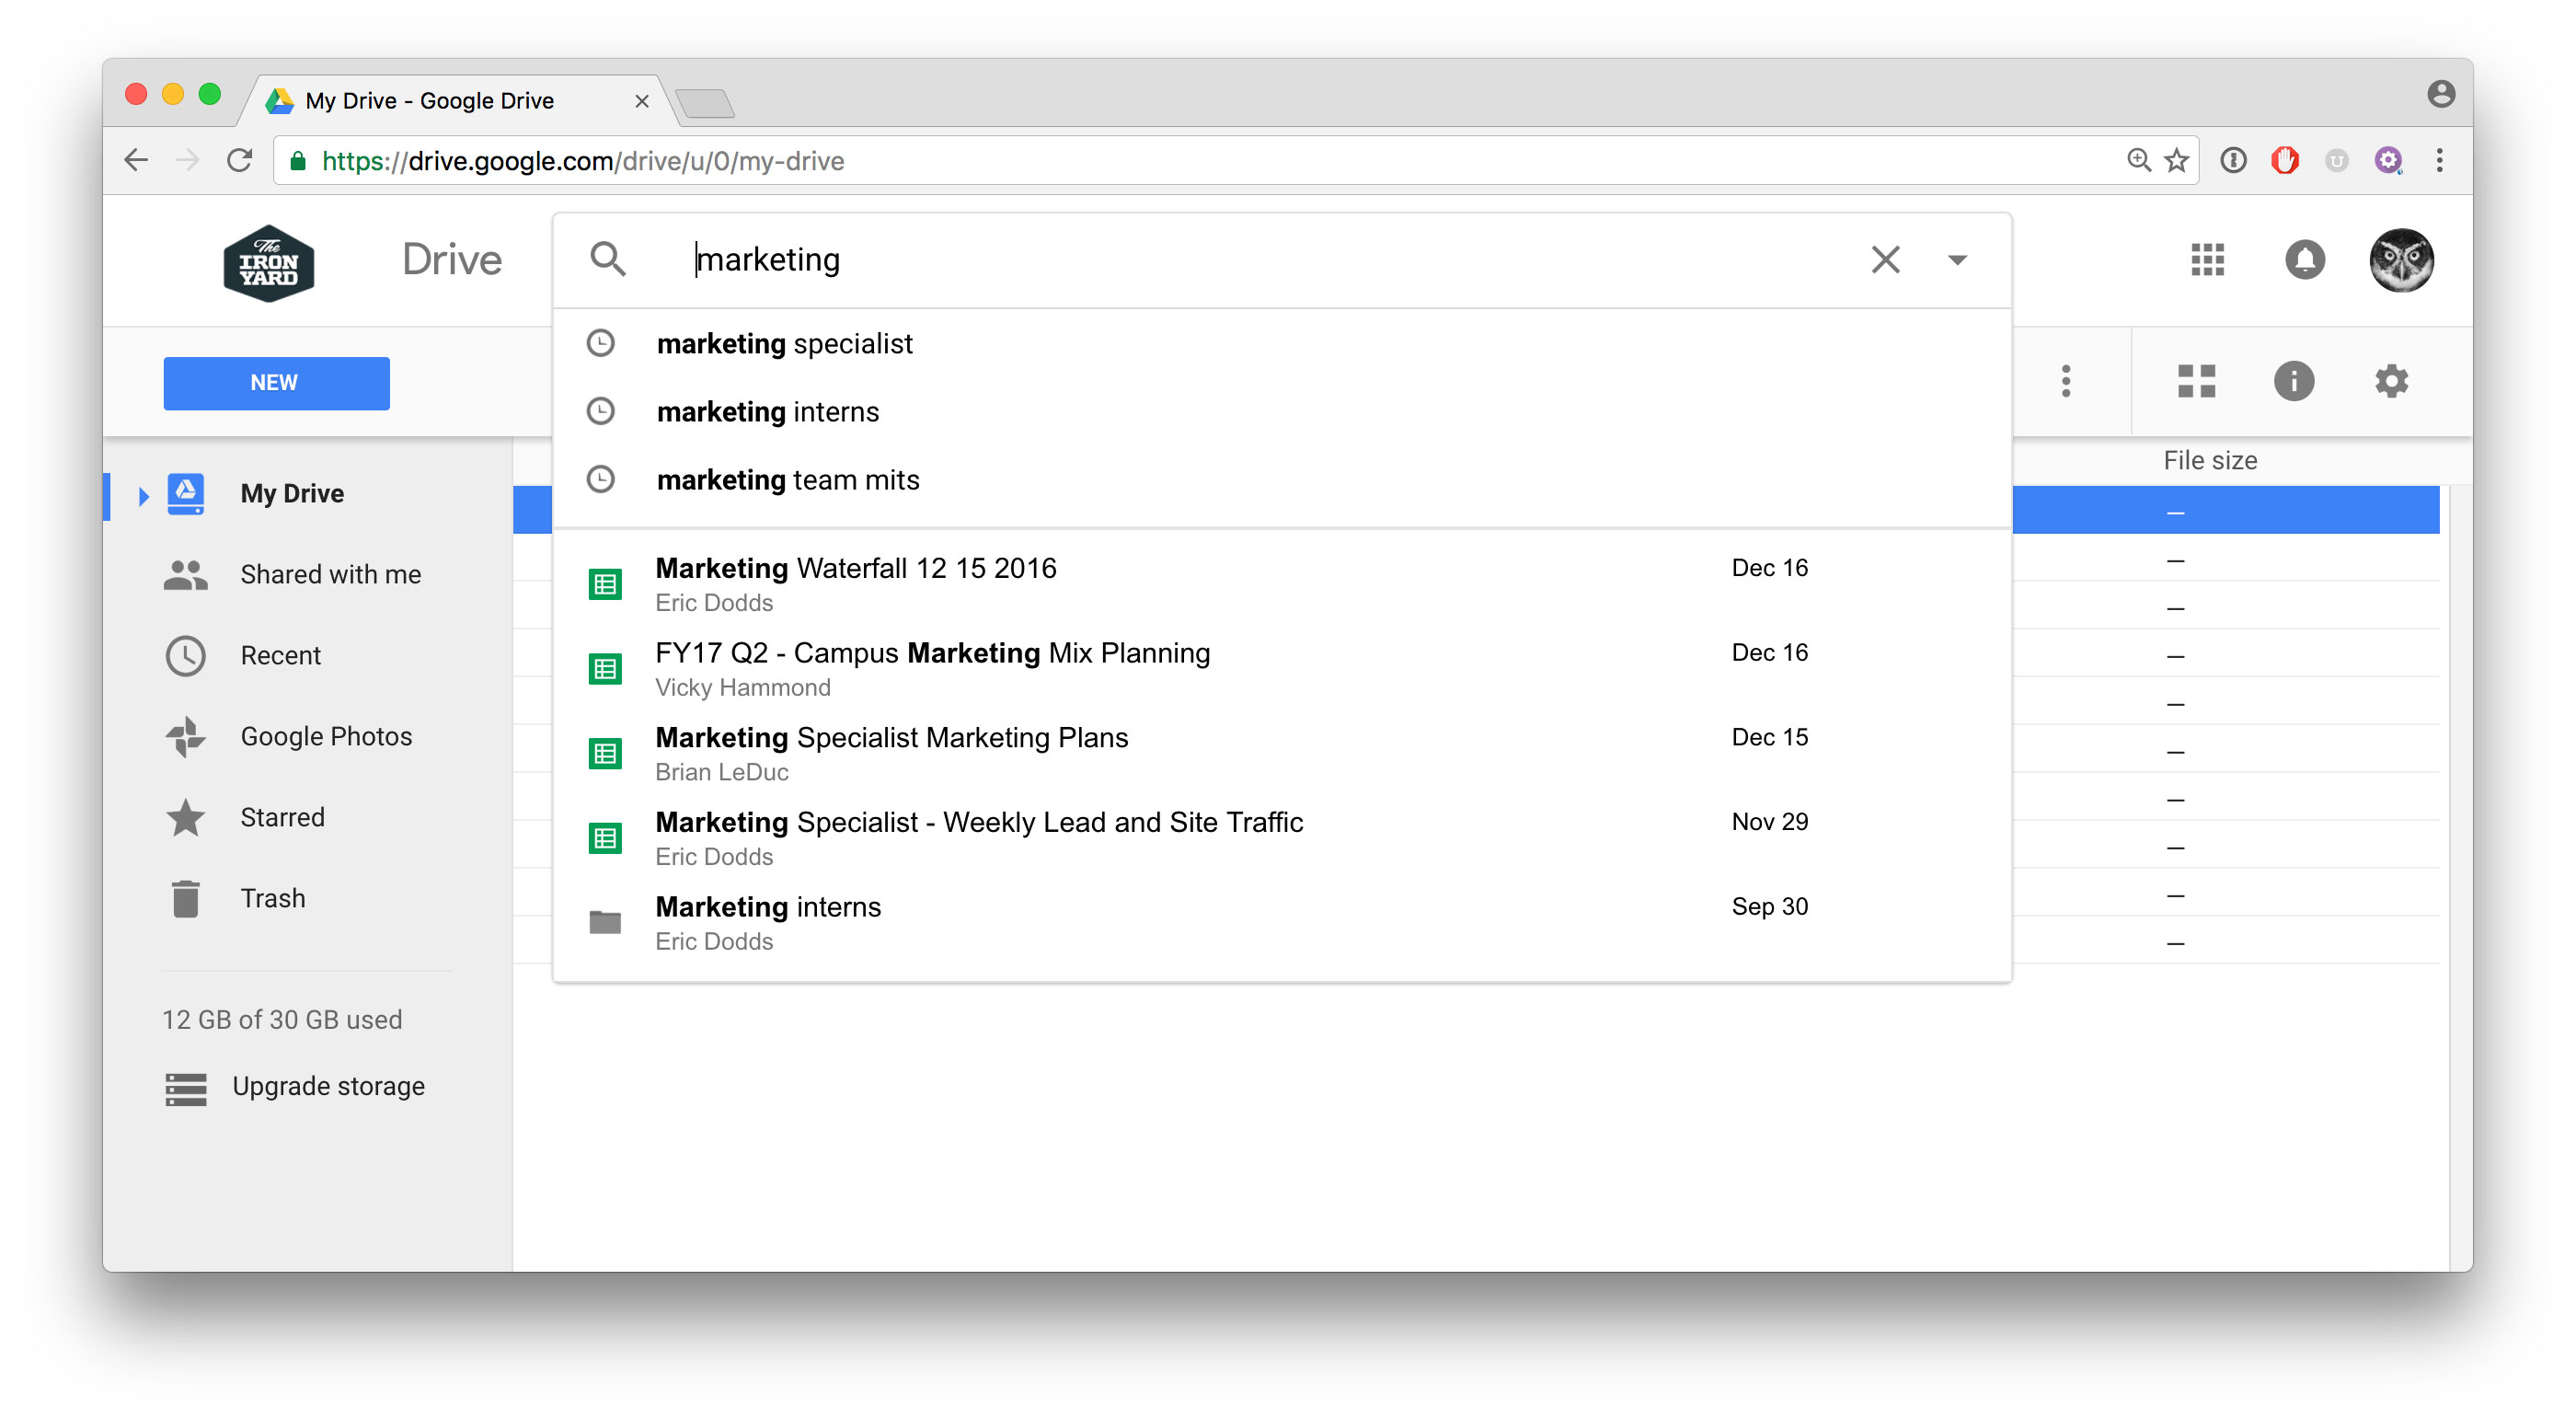 My Drive - Google Drive
https://drive.google.com/drive/u/0/my-drive
The
IRON
YARD
Drive
marketing
NEW
marketing specialist
marketing interns
marketing team mits
File size
My Drive
Shared with me
Recent
Google Photos
Starred
Trash
12 GB of 30 GB used
Upgrade storage
Marketing Waterfall 12 15 2016
Dec 16
Eric Dodds
FY17 Q2 - Campus Marketing Mix Planning
Dec 16
Vicky Hammond
Marketing Specialist Marketing Plans
Dec 15
Brian LeDuc
Marketing Specialist - Weekly Lead and Site Traffic
Nov 29
Eric Dodds
Marketing interns
Sep 30
Eric Dodds
—
—
—
—
—
—
—
—
—
—